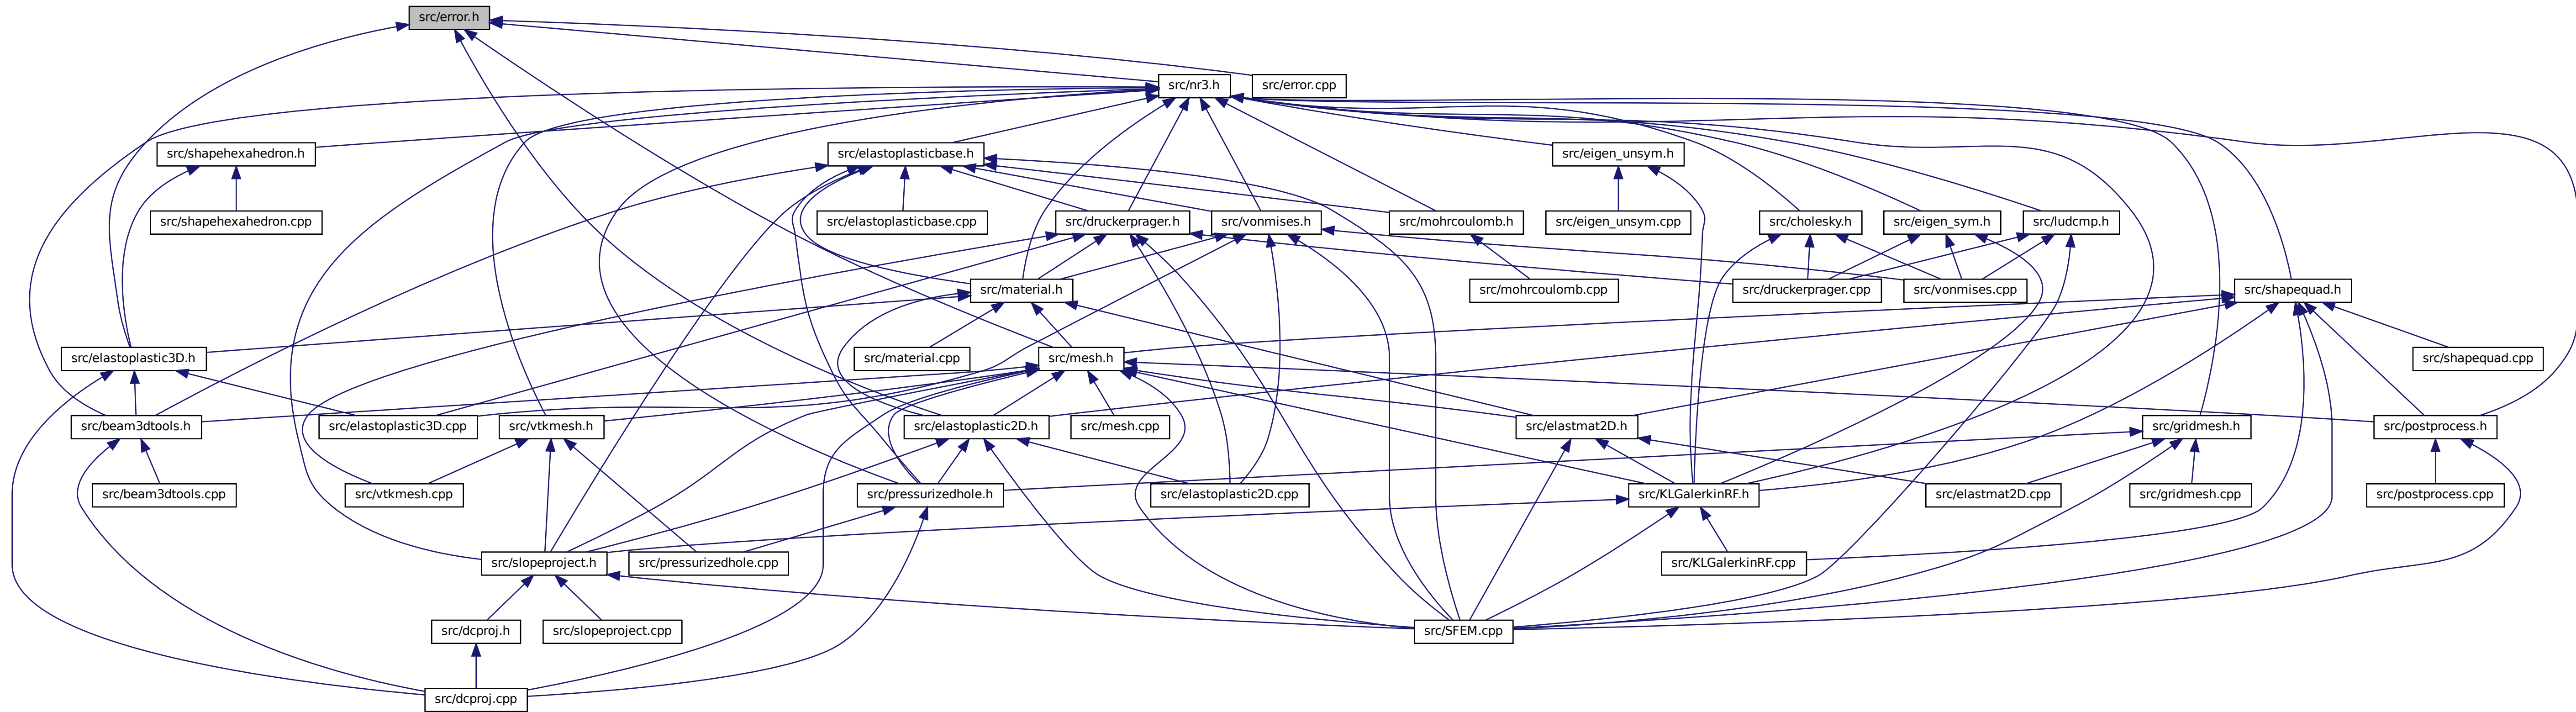 src/error.h
src/nr3.h
src/error.cpp
src/shapehexahedron.h
src/elastoplasticbase.h
src/eigen_unsym.h
src/shapehexahedron.cpp
src/elastoplasticbase.cpp
src/druckerprager.h
src/vonmises.h
src/mohrcoulomb.h
src/eigen_unsym.cpp
src/cholesky.h
src/eigen_sym.h
src/ludcmp.h
src/material.h
src/mohrcoulomb.cpp
src/druckerprager.cpp
src/vonmises.cpp
src/shapequad.h
src/elastoplastic3D.h
src/material.cpp
src/mesh.h
src/shapequad.cpp
src/beam3dtools.h
src/elastoplastic3D.cpp
src/vtkmesh.h
src/elastoplastic2D.h
src/mesh.cpp
src/elastmat2D.h
src/gridmesh.h
src/postprocess.h
src/beam3dtools.cpp
src/vtkmesh.cpp
src/pressurizedhole.h
src/elastoplastic2D.cpp
src/KLGalerkinRF.h
src/elastmat2D.cpp
src/gridmesh.cpp
src/postprocess.cpp
src/slopeproject.h
src/pressurizedhole.cpp
src/KLGalerkinRF.cpp
src/dcproj.h
src/slopeproject.cpp
src/SFEM.cpp
src/dcproj.cpp